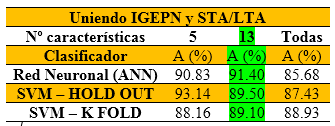 Uniendo IGEPN y STA/LTA
Nº características 5 13 Todas
Clasificador A (%) A (%) A (%)
Red Neuronal (ANN) 90.83 91.40 85.68
SVM – HOLD OUT 93.14 89.50 87.43
SVM – K FOLD 88.16 89.10 88.93